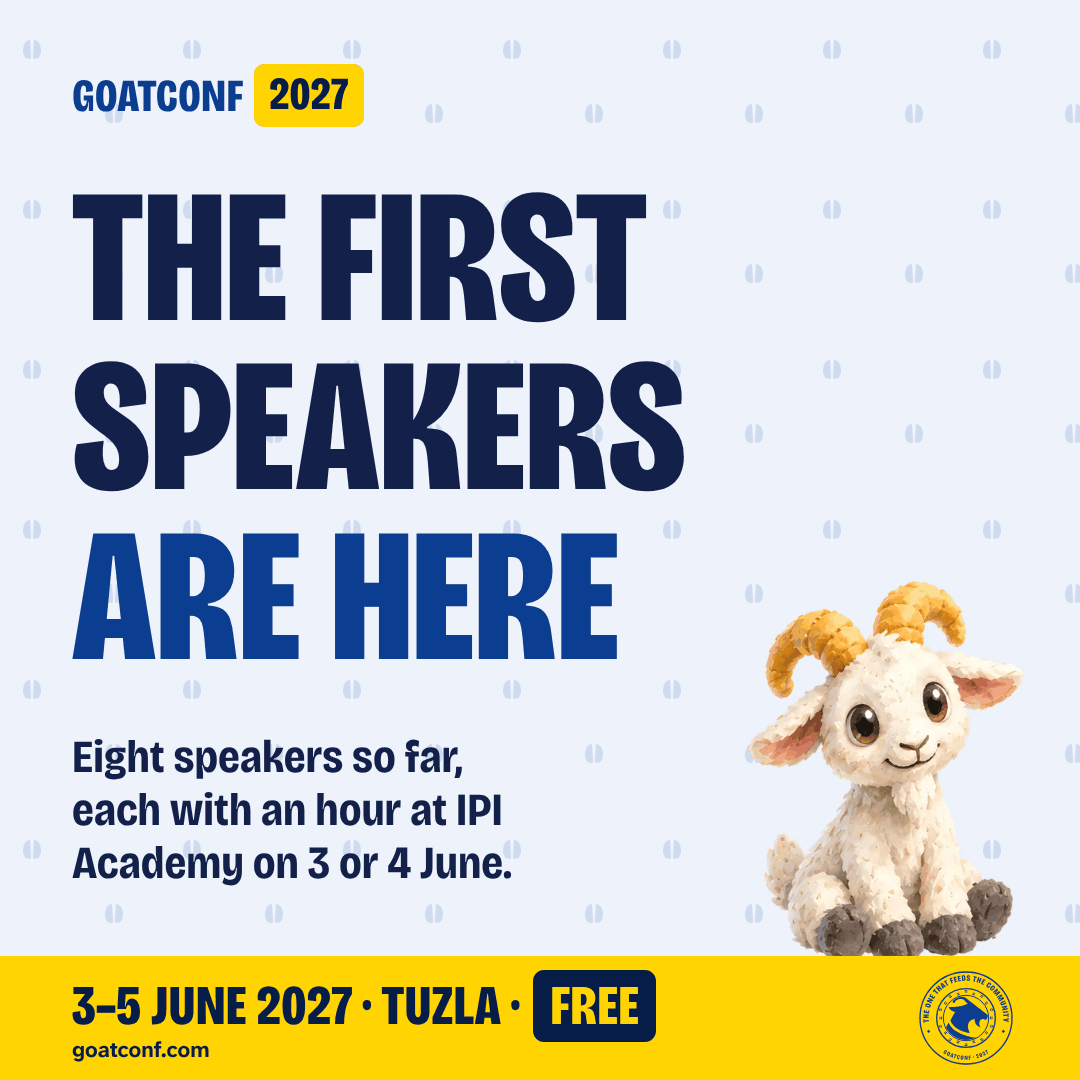 GOATCONF 2027
THE FIRST
SPEAKERS
ARE HERE
Eight speakers so far,
each with an hour at IPI
Academy on 3 or 4 June.
3–5 JUNE 2027 · TUZLA · FREE
goatconf.com
THE ONE THAT FEEDS THE COMMUNITY
GOATCONF · 2027